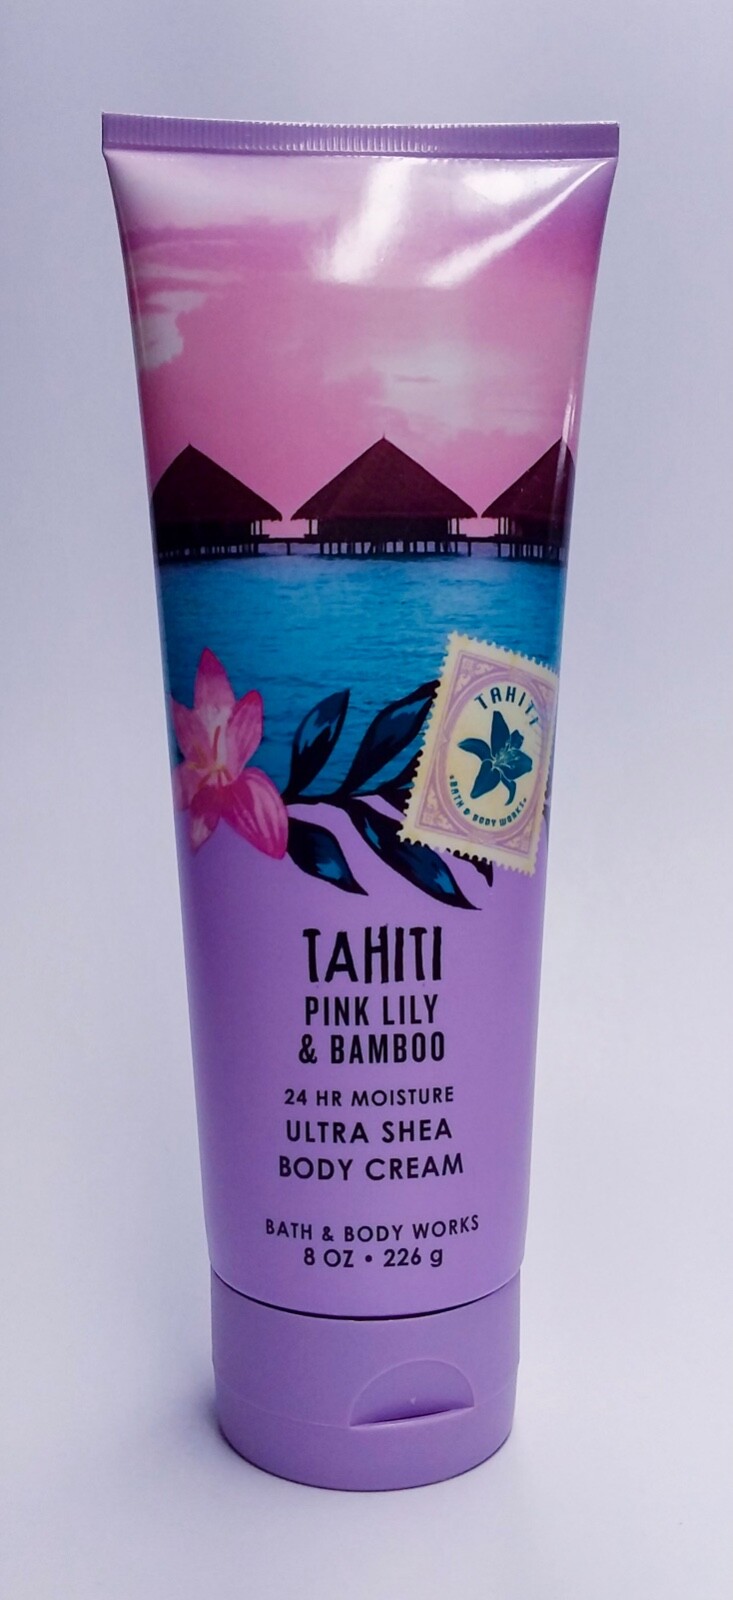 TAHITI
BATH & BODY WORKS
TAHITI
PINK LILY
& BAMBOO
24 HR MOISTURE
ULTRA SHEA
BODY CREAM
BATH & BODY WORKS
8 OZ • 226 g